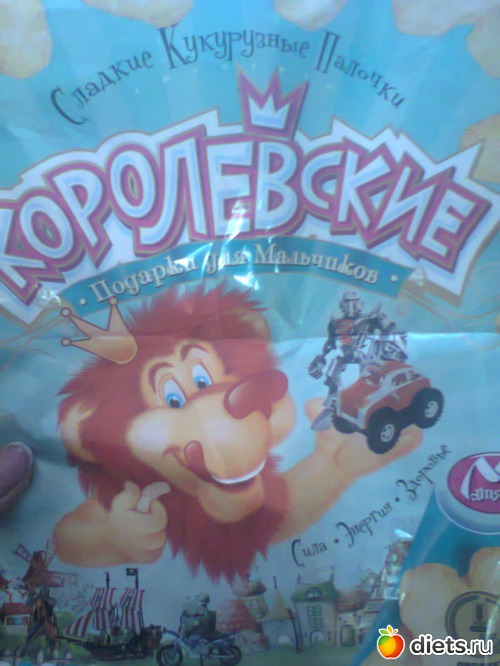 Сладкие Кукурузные Палочки
КОРОЛЕВСКИЕ
· Подарки для Мальчиков ·
Сила · Энергия · Здоровье
diets.ru